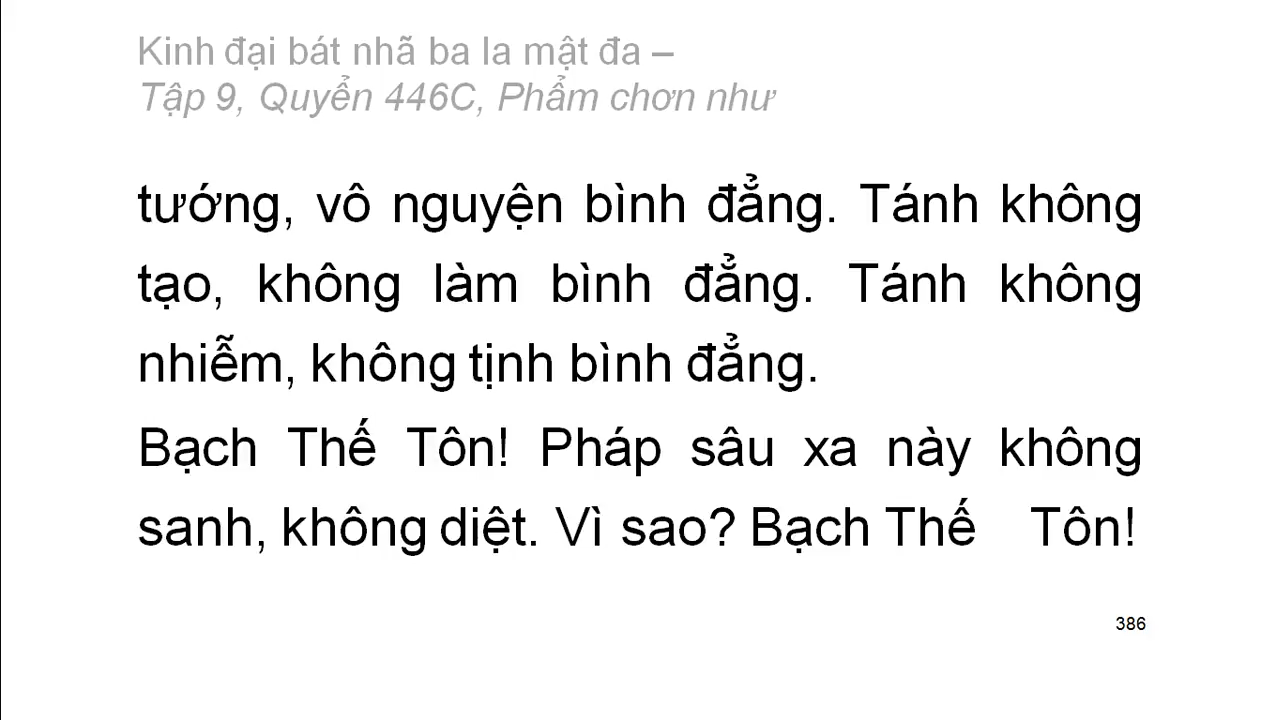 Kinh đại bát nhã ba la mật đa –
Tập 9, Quyển 446C, Phẩm chơn như
tướng, vô nguyện bình đẳng. Tánh không
tạo, không làm bình đẳng. Tánh không
nhiễm, không tịnh bình đẳng.
Bạch Thế Tôn! Pháp sâu xa này không
sanh, không diệt. Vì sao? Bạch Thế Tôn!
386